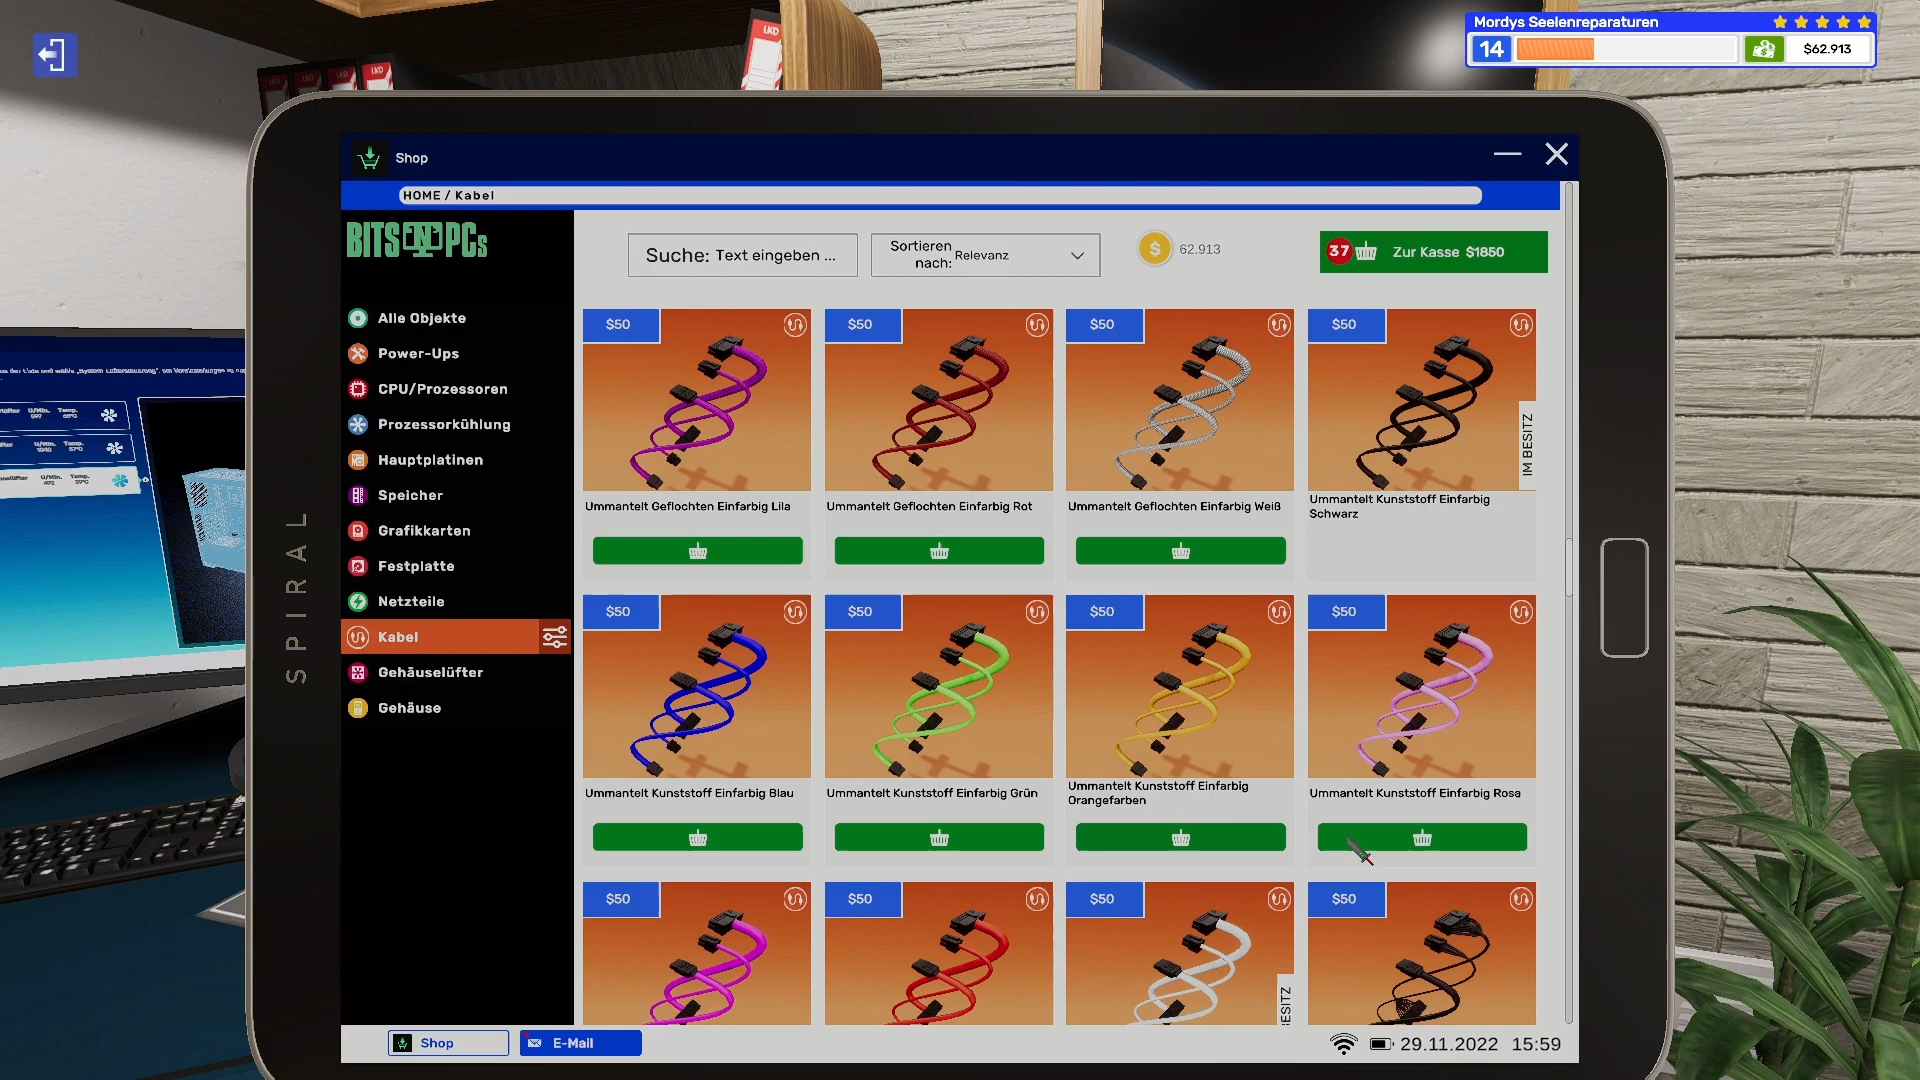 Mordys Seelenreparaturen
14
$62.913
LKD
LKD
Shop
HOME / Kabel
BITS N PCs
Suche: Text eingeben ...
Sortieren nach: Relevanz
62.913
37
Zur Kasse $1850
Alle Objekte
Power-Ups
CPU/Prozessoren
Prozessorkühlung
Hauptplatinen
Speicher
Grafikkarten
Festplatte
Netzteile
Kabel
Gehäuselüfter
Gehäuse
$50
$50
$50
$50
IM BESITZ
Ummantelt Geflochten Einfarbig Lila
Ummantelt Geflochten Einfarbig Rot
Ummantelt Geflochten Einfarbig Weiß
Ummantelt Kunststoff Einfarbig
Schwarz
$50
$50
$50
$50
Ummantelt Kunststoff Einfarbig Blau
Ummantelt Kunststoff Einfarbig Grün
Ummantelt Kunststoff Einfarbig
Orangefarben
Ummantelt Kunststoff Einfarbig Rosa
$50
$50
$50
$50
BESITZ
SPIRAL
Shop
E-Mail
29.11.2022 15:59